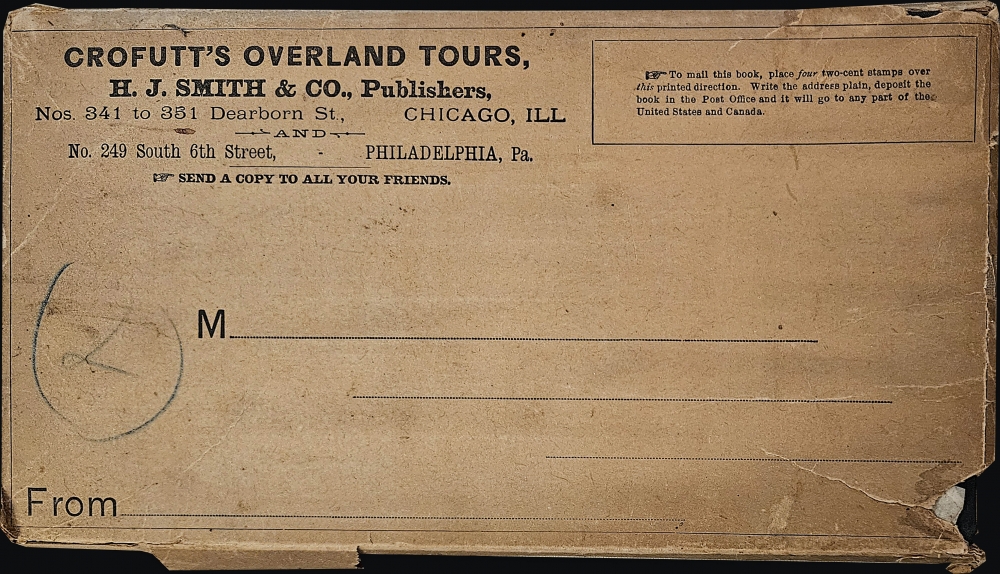 CROFUTT'S OVERLAND TOURS,
H. J. SMITH & CO., Publishers,
Nos. 341 to 351 Dearborn St., CHICAGO, ILL
AND
No. 249 South 6th Street, - PHILADELPHIA, Pa.
☞ SEND A COPY TO ALL YOUR FRIENDS.
☞ To mail this book, place four two-cent stamps over
this printed direction. Write the address plain, deposit the
book in the Post Office and it will go to any part of the
United States and Canada.
M
From